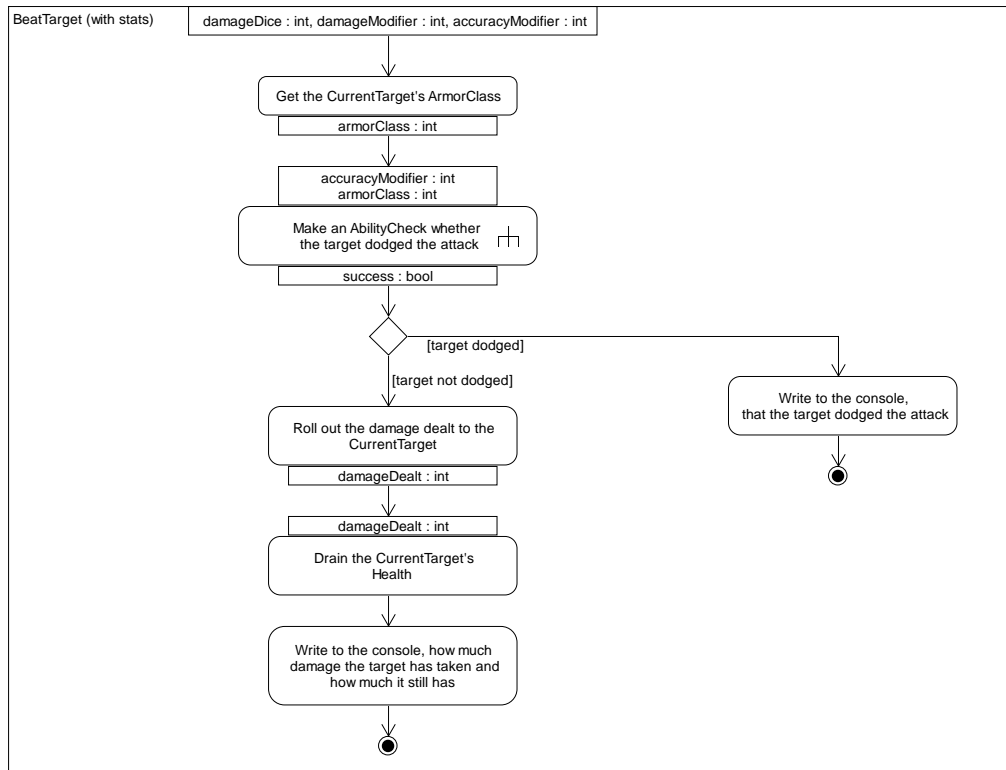 BeatTarget (with stats)
damageDice : int, damageModifier : int, accuracyModifier : int
Get the CurrentTarget's ArmorClass
armorClass : int
accuracyModifier : int
armorClass : int
Make an AbilityCheck whether
the target dodged the attack
success : bool
[target dodged]
[target not dodged]
Write to the console,
that the target dodged the attack
Roll out the damage dealt to the
CurrentTarget
damageDealt : int
damageDealt : int
Drain the CurrentTarget's
Health
Write to the console, how much
damage the target has taken and
how much it still has